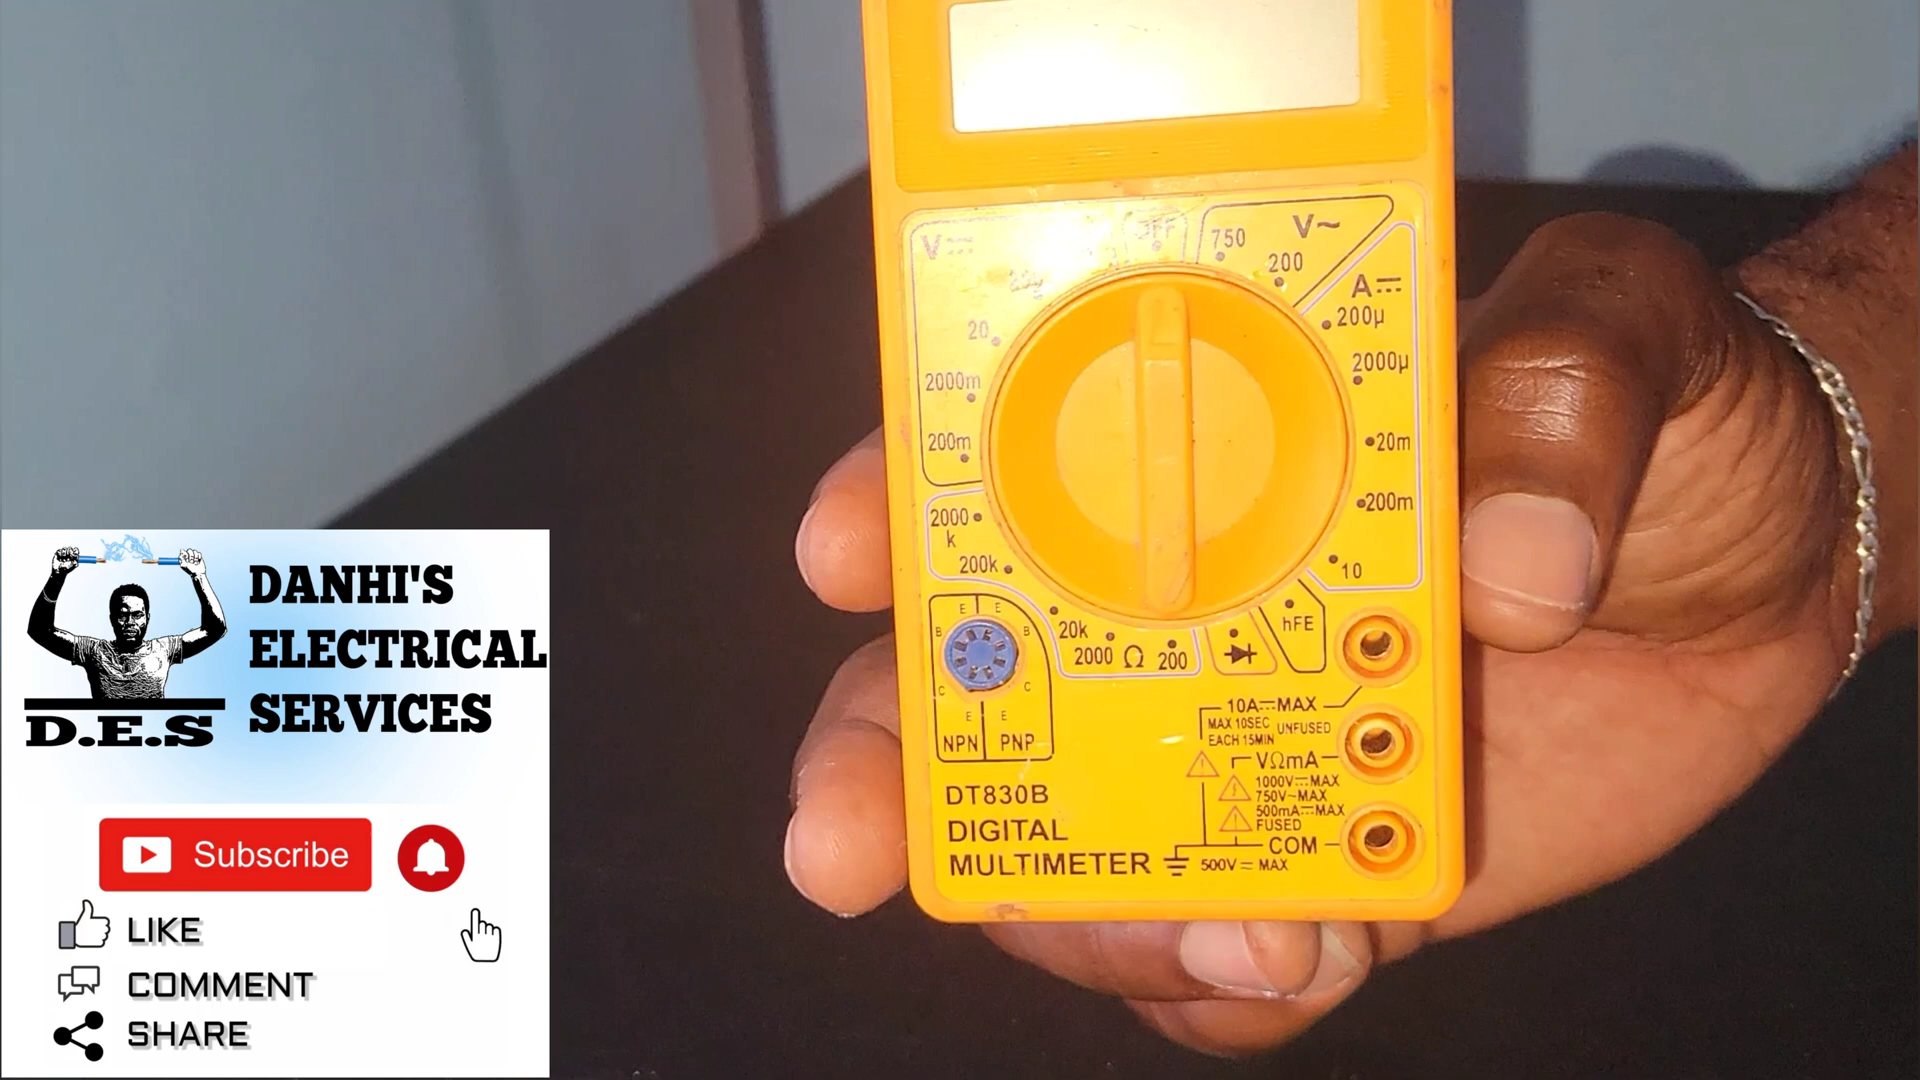 V⎓
OFF
750
V~
200
A⎓
200µ
20
2000m
2000µ
200m
20m
200m
2000
k
200k
10
20k
2000
Ω
200
hFE
E
E
B
B
C
C
E
E
NPN
PNP
10A⎓MAX
MAX 10SEC
EACH 15MIN
UNFUSED
VΩmA
1000V⎓MAX
750V~MAX
500mA⎓MAX
FUSED
COM
500V⎓MAX
DT830B
DIGITAL
MULTIMETER
DANHI'S
ELECTRICAL
SERVICES
D.E.S
Subscribe
LIKE
COMMENT
SHARE